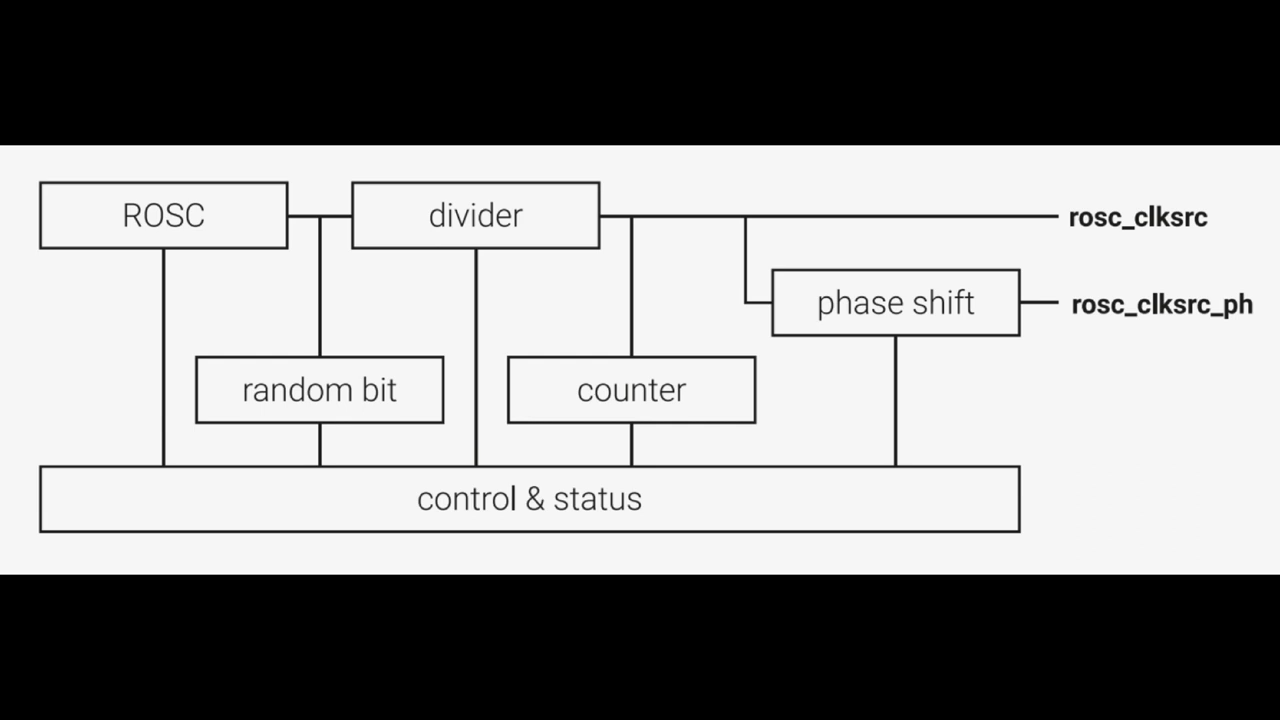 ROSC
divider
rosc_clksrc
phase shift
rosc_clksrc_ph
random bit
counter
control & status